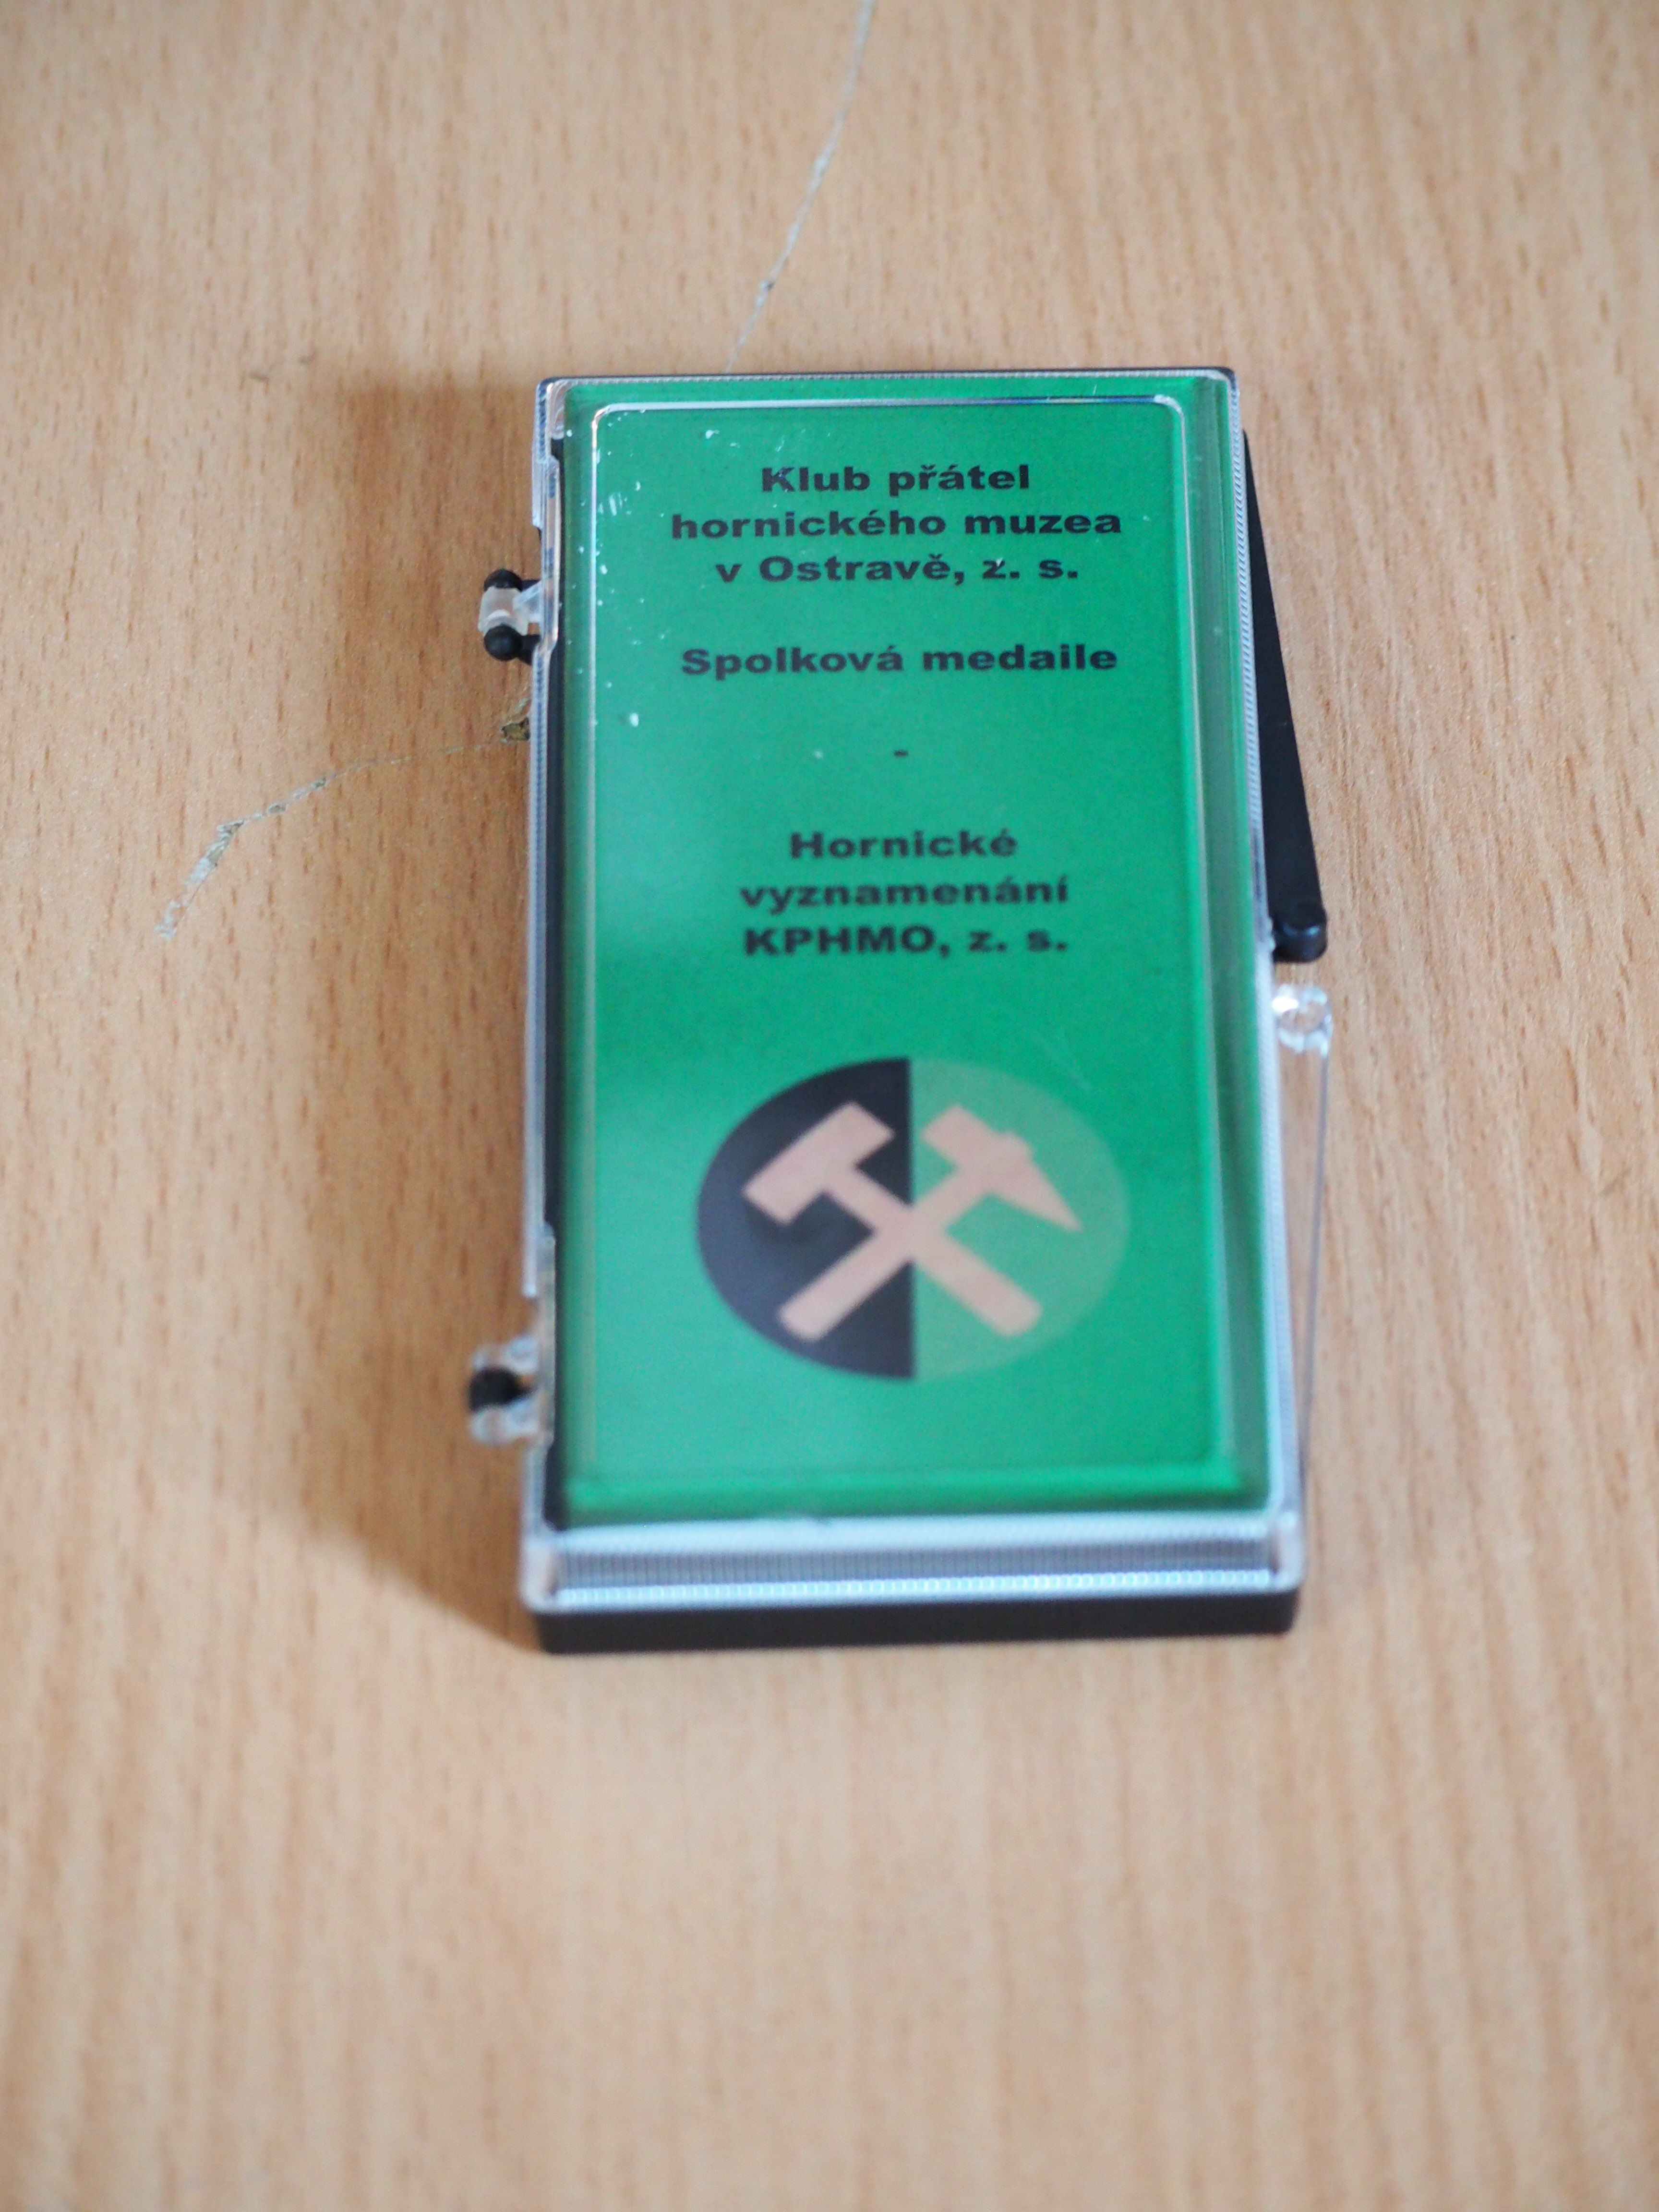 Klub přátel
hornického muzea
v Ostravě, z. s.
Spolková medaile
-
Hornické
vyznamenání
KPHMO, z. s.